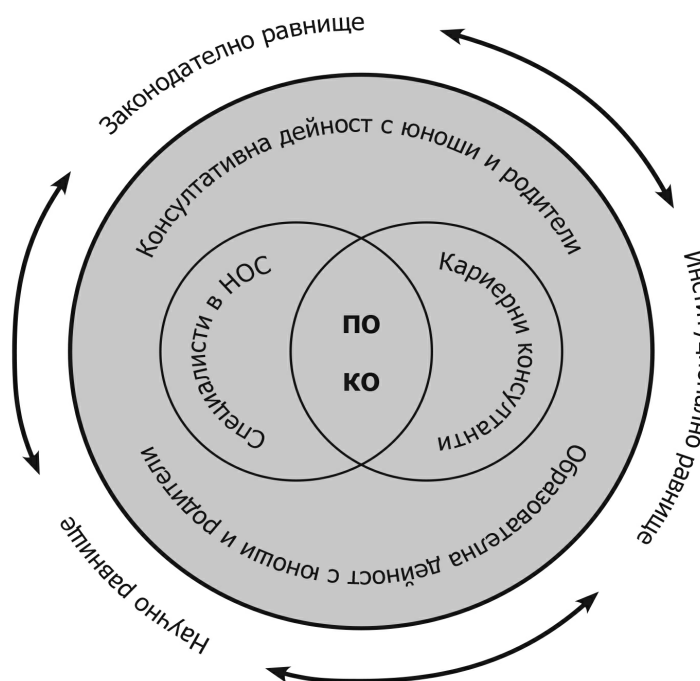 Законодателно равнище
Консултативна дейност с юноши и родители
Специалисти в НОС
Кариерни консултанти
ПО
КО
Образователна дейност с юноши и родители
Институционално равнище
Научно равнище